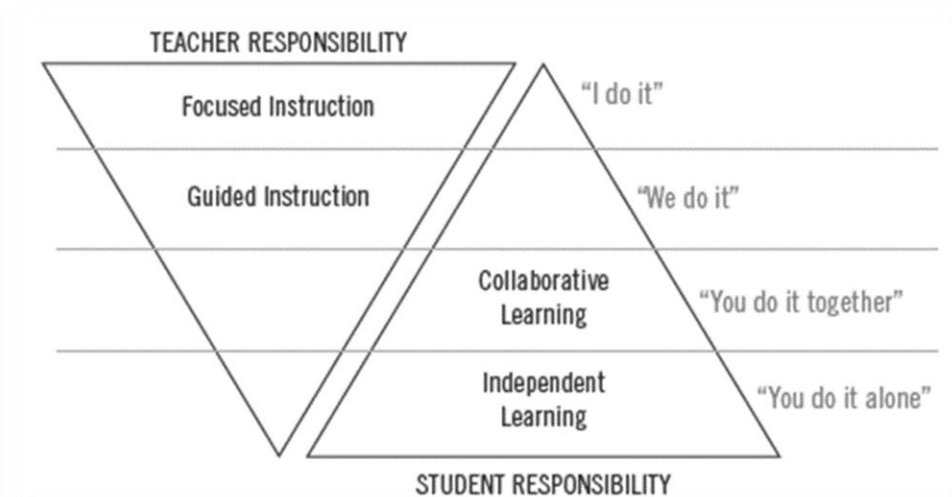 TEACHER RESPONSIBILITY
Focused Instruction
“I do it”
Guided Instruction
“We do it”
Collaborative
Learning
“You do it together”
Independent
Learning
“You do it alone”
STUDENT RESPONSIBILITY